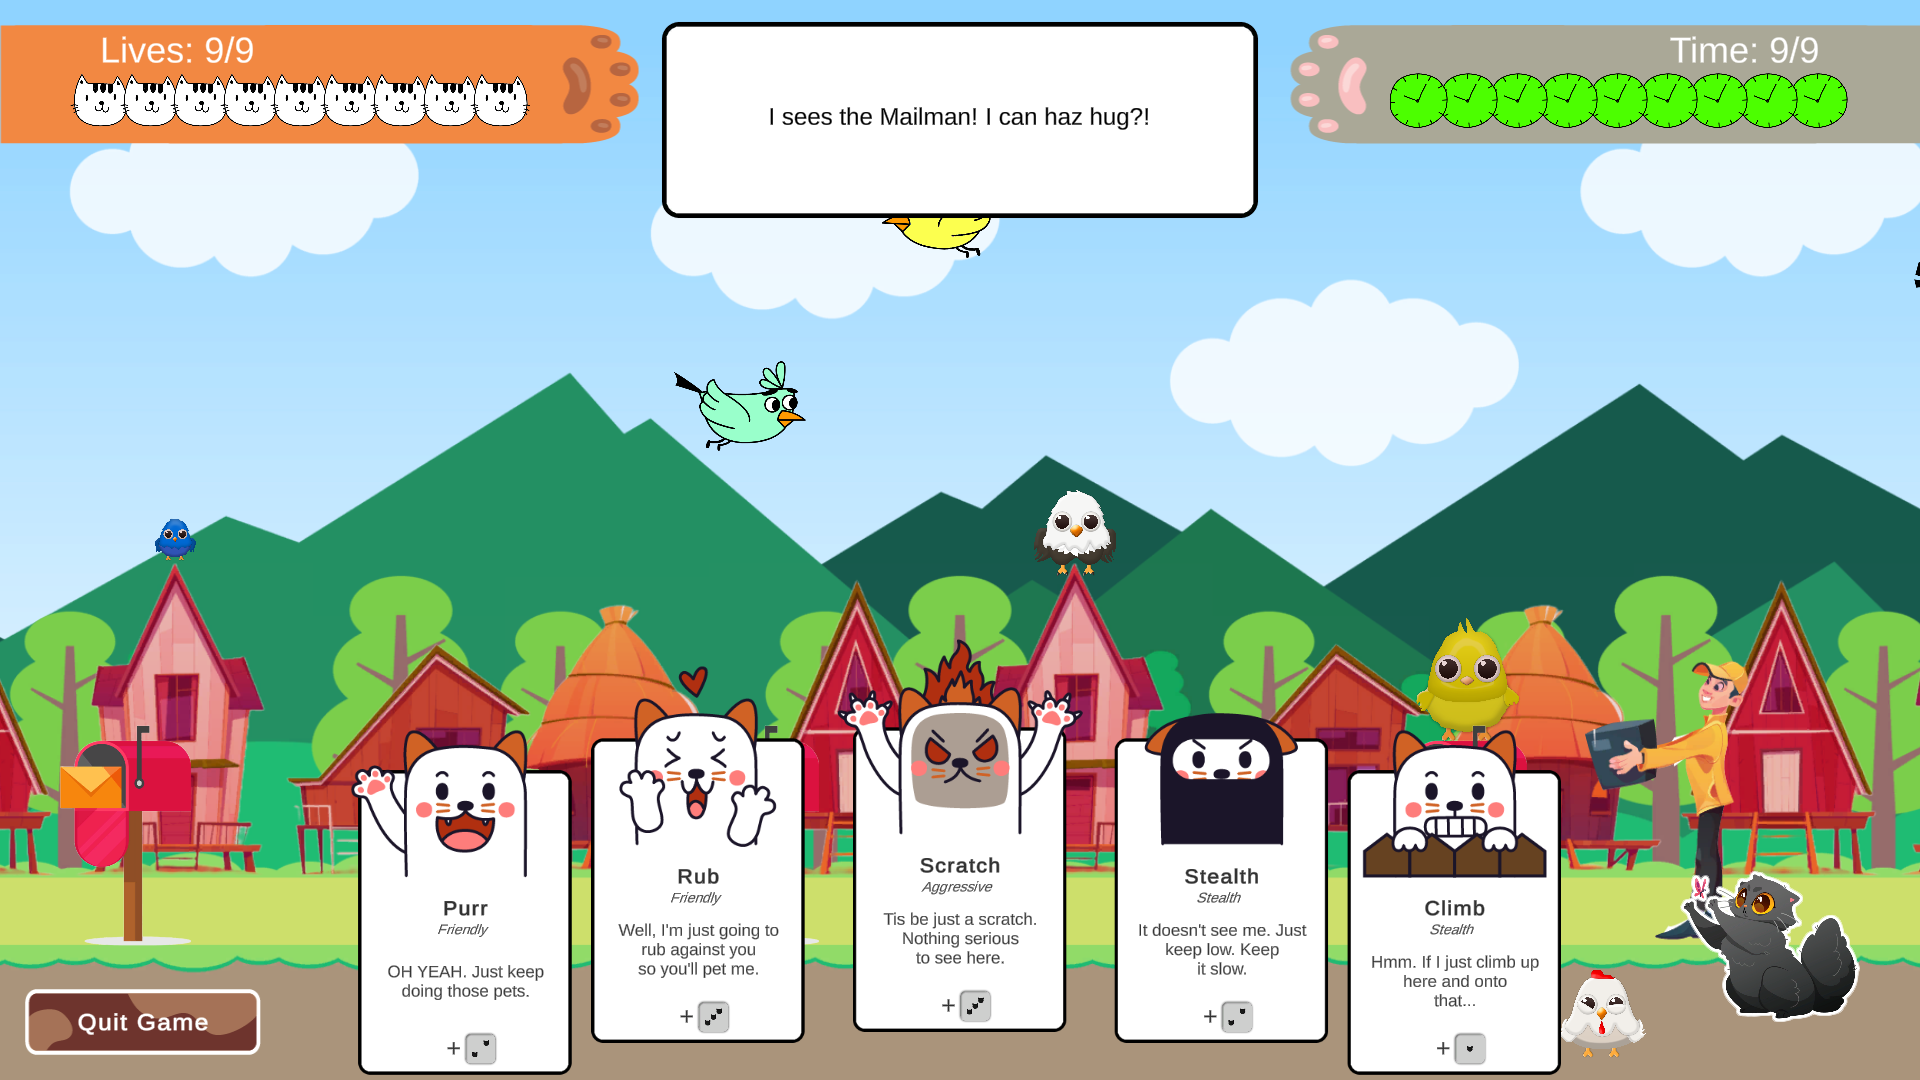 Lives: 9/9
Time: 9/9
I sees the Mailman! I can haz hug?!
Purr
Friendly
OH YEAH. Just keep
doing those pets.
+
Rub
Friendly
Well, I'm just going to
rub against you
so you'll pet me.
+
Scratch
Aggressive
Tis be just a scratch.
Nothing serious
to see here.
+
Stealth
Stealth
It doesn't see me. Just
keep low. Keep
it slow.
+
Climb
Stealth
Hmm. If I just climb up
here and onto
that...
+
Quit Game